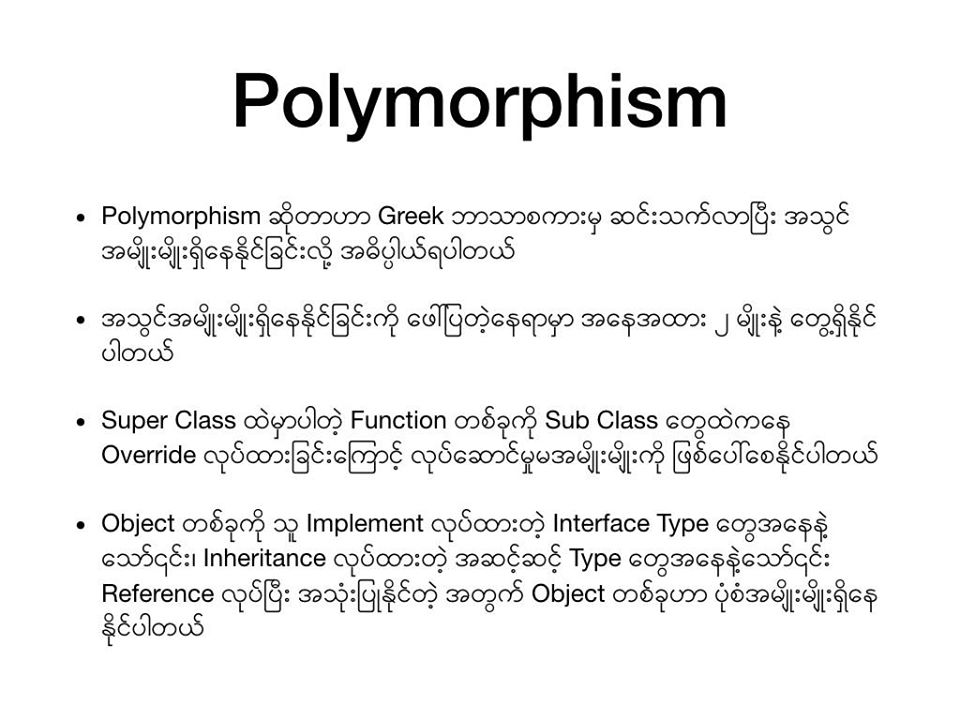 Polymorphism
• Polymorphism ဆိုတာဟာ Greek ဘာသာစကားမှ ဆင်းသက်လာပြီး အသွင်
အမျိုးမျိုးရှိနေနိုင်ခြင်းလို့ အဓိပ္ပါယ်ရပါတယ်
• အသွင်အမျိုးမျိုးရှိနေနိုင်ခြင်းကို ဖေါ်ပြတဲ့နေရာမှာ အနေအထား ၂ မျိုးနဲ့ တွေ့ရှိနိုင်
ပါတယ်
• Super Class ထဲမှာပါတဲ့ Function တစ်ခုကို Sub Class တွေထဲကနေ
Override လုပ်ထားခြင်းကြောင့် လုပ်ဆောင်မှုမအမျိုးမျိုးကို ဖြစ်ပေါ်စေနိုင်ပါတယ်
• Object တစ်ခုကို သူ Implement လုပ်ထားတဲ့ Interface Type တွေအနေနဲ့
သော်၎င်း၊ Inheritance လုပ်ထားတဲ့ အဆင့်ဆင့် Type တွေအနေနဲ့သော်၎င်း
Reference လုပ်ပြီး အသုံးပြုနိုင်တဲ့ အတွက် Object တစ်ခုဟာ ပုံစံအမျိုးမျိုးရှိနေ
နိုင်ပါတယ်